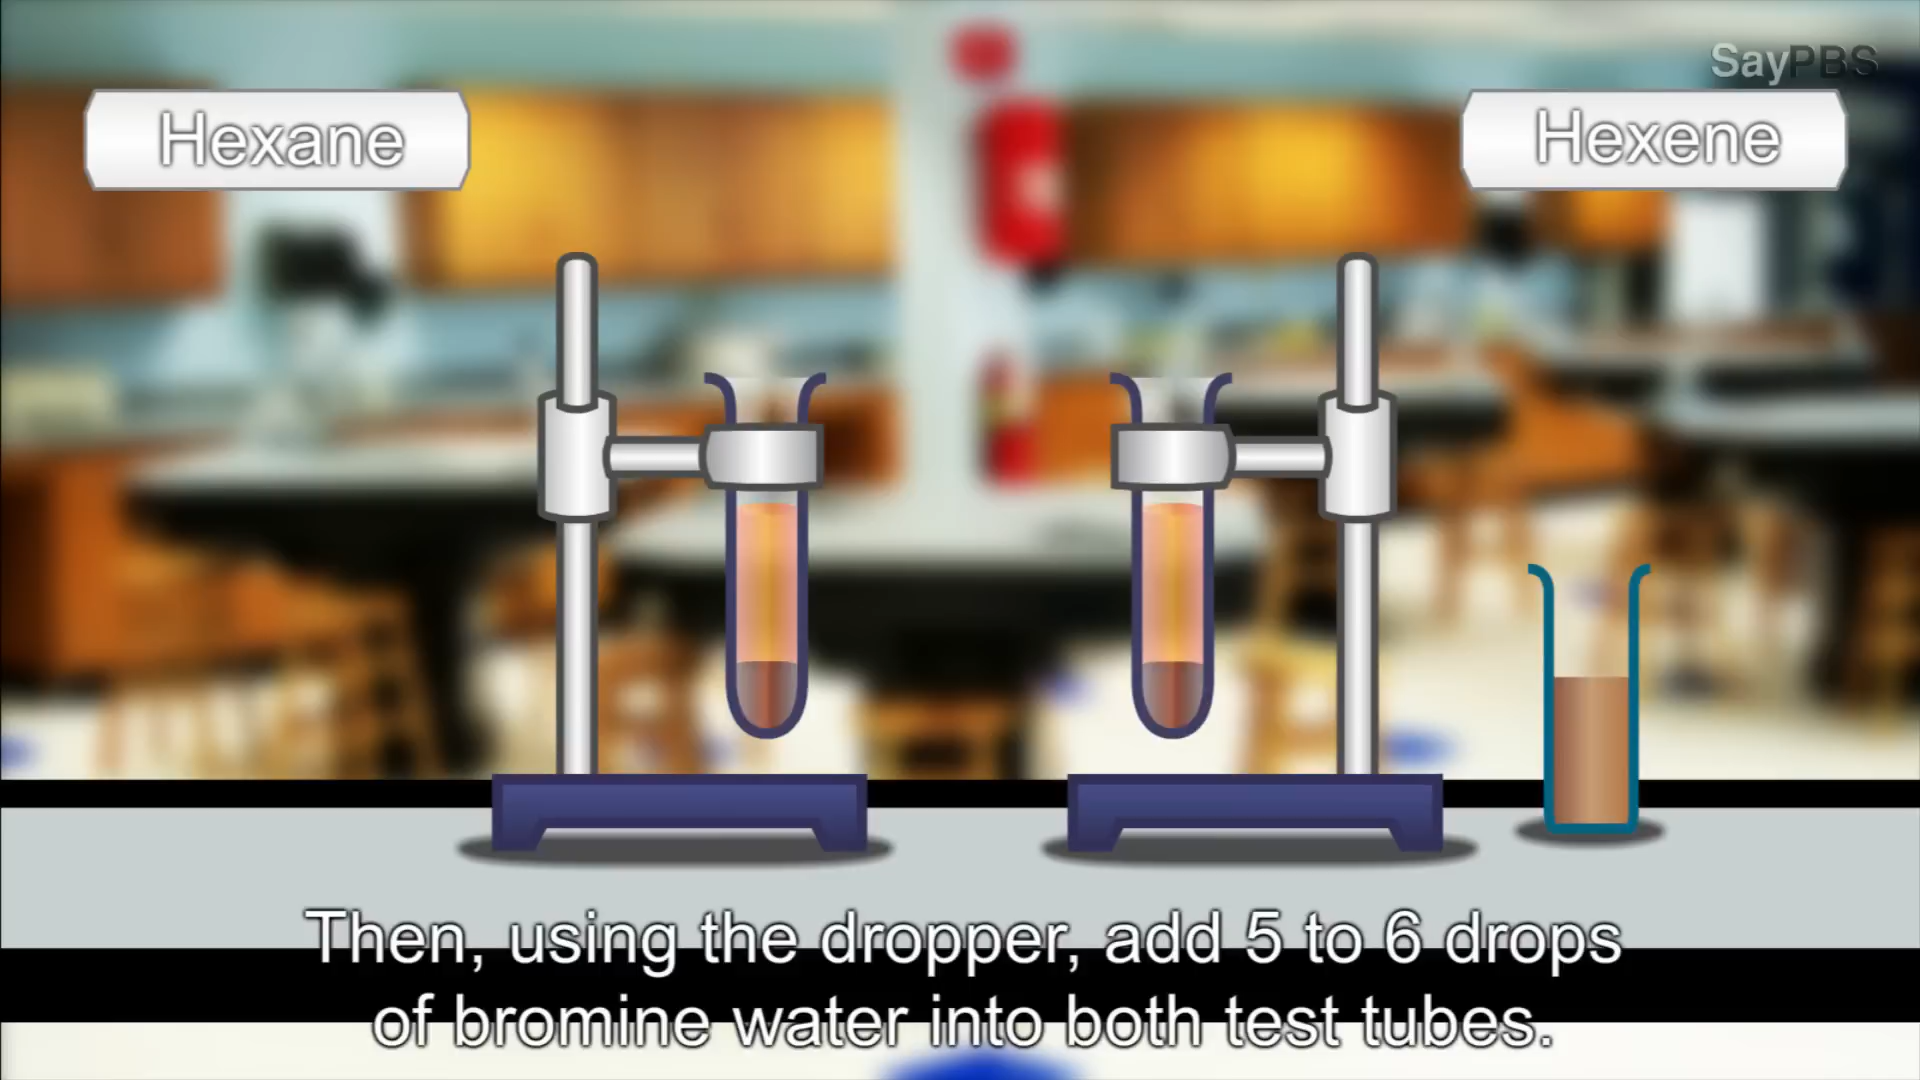 SayPBS
Hexane
Hexene
Then, using the dropper, add 5 to 6 drops
of bromine water into both test tubes.